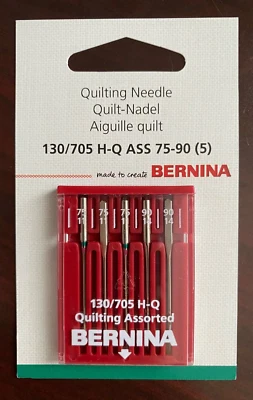 Quilting Needle
Quilt-Nadel
Aiguille quilt
130/705 H-Q ASS 75-90 (5)
made to create BERNINA
75 75 75 90 90
11 11 11 14 14
130/705 H-Q
Quilting Assorted
BERNINA